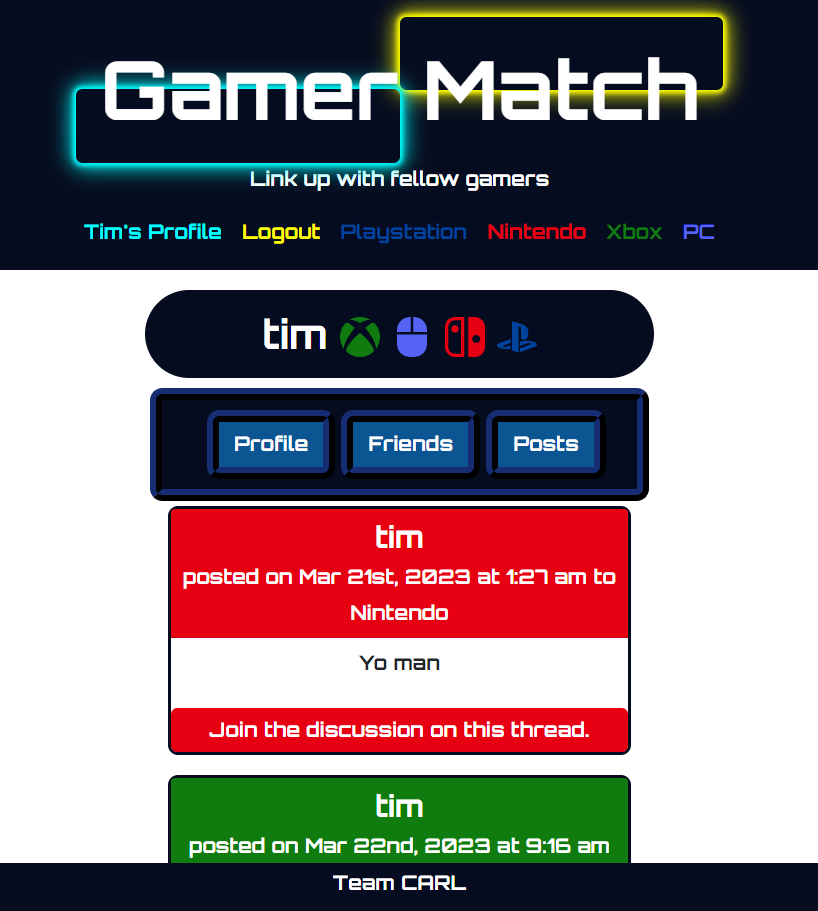 Gamer Match
Link up with fellow gamers
Tim's Profile Logout Playstation Nintendo Xbox PC
tim
Profile Friends Posts
tim
posted on Mar 21st, 2023 at 1:27 am to
Nintendo
Yo man
Join the discussion on this thread.
tim
posted on Mar 22nd, 2023 at 9:16 am
Team CARL